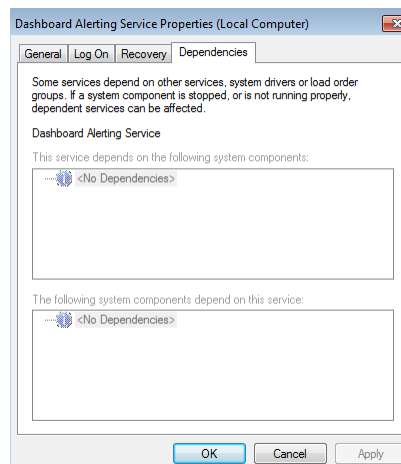 Dashboard Alerting Service Properties (Local Computer)
General Log On Recovery Dependencies
Some services depend on other services, system drivers or load order
groups. If a system component is stopped, or is not running properly,
dependent services can be affected.
Dashboard Alerting Service
This service depends on the following system components:
<No Dependencies>
The following system components depend on this service:
<No Dependencies>
OK Cancel Apply